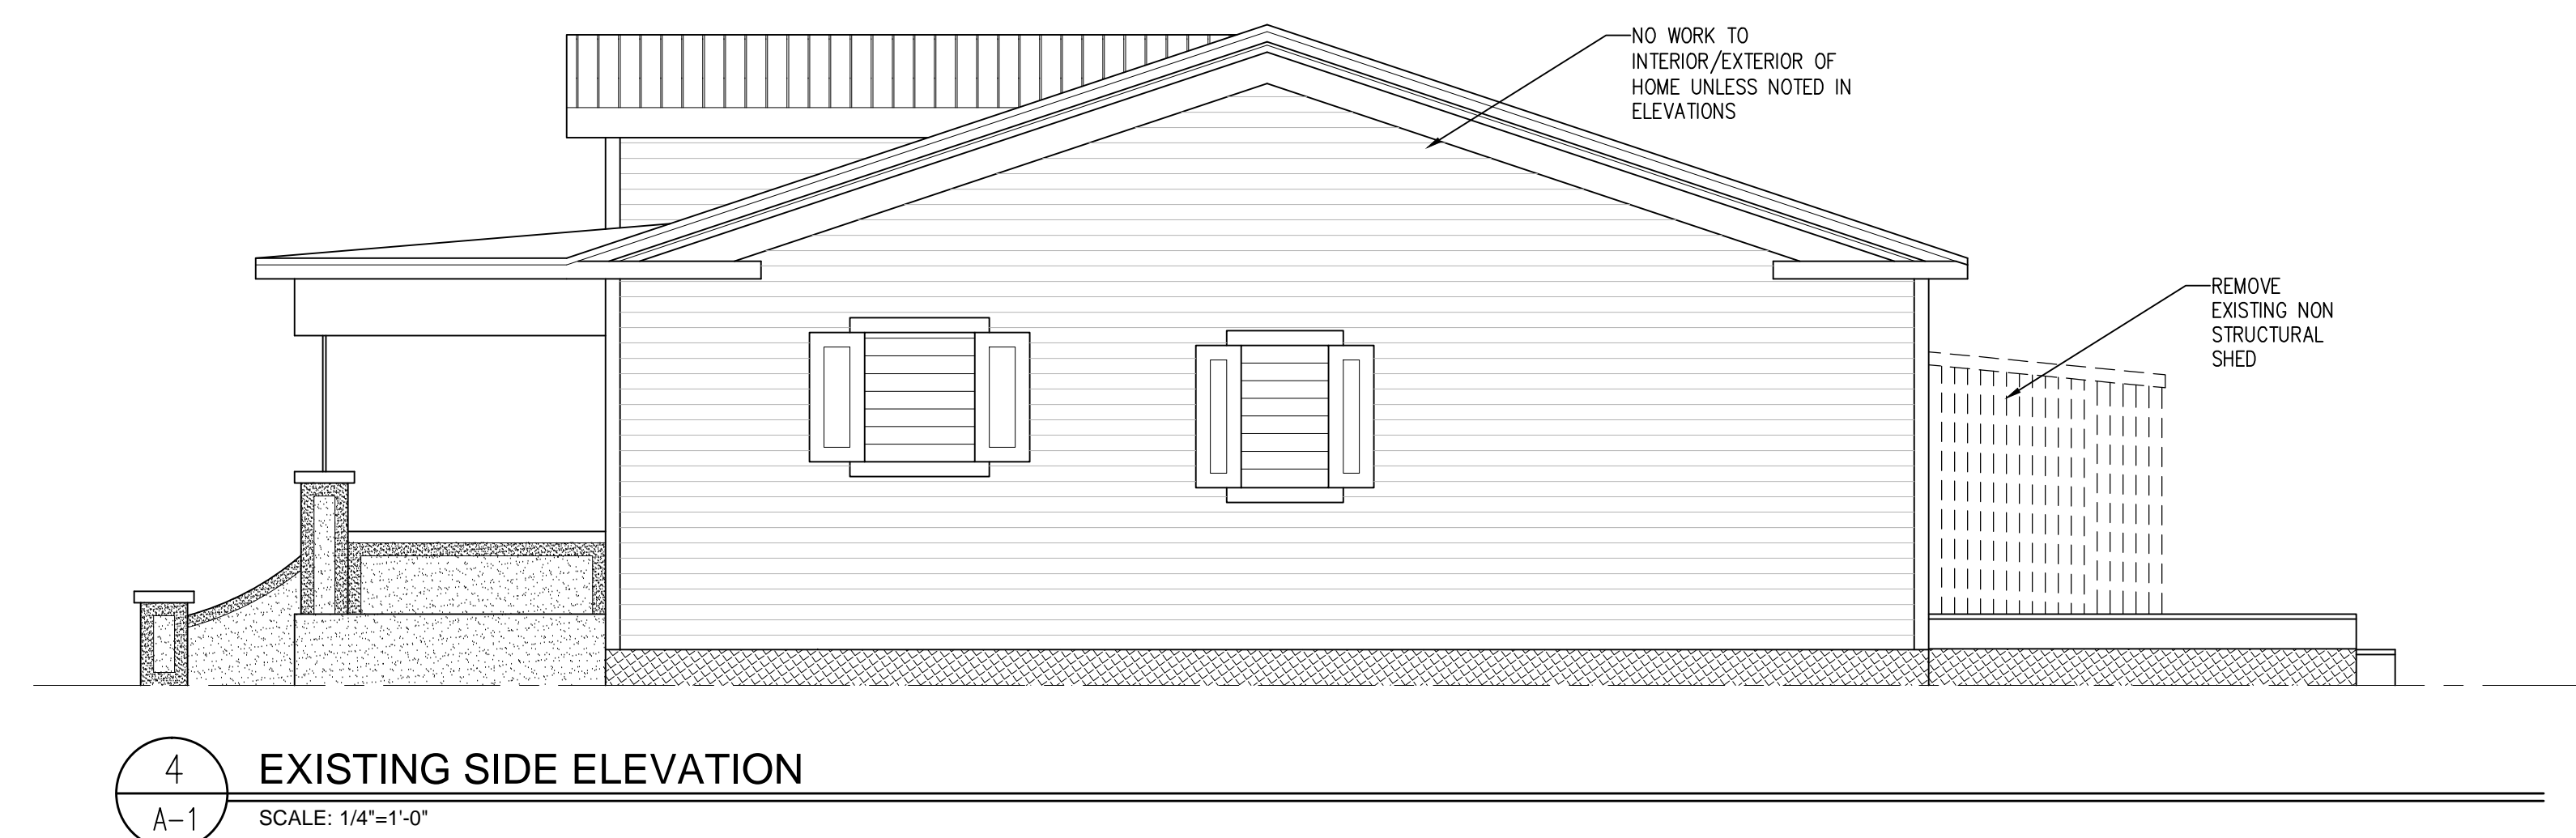 NO WORK TO
INTERIOR/EXTERIOR OF
HOME UNLESS NOTED IN
ELEVATIONS
REMOVE
EXISTING NON
STRUCTURAL
SHED
4
EXISTING SIDE ELEVATION
A-1
SCALE: 1/4"=1'-0"